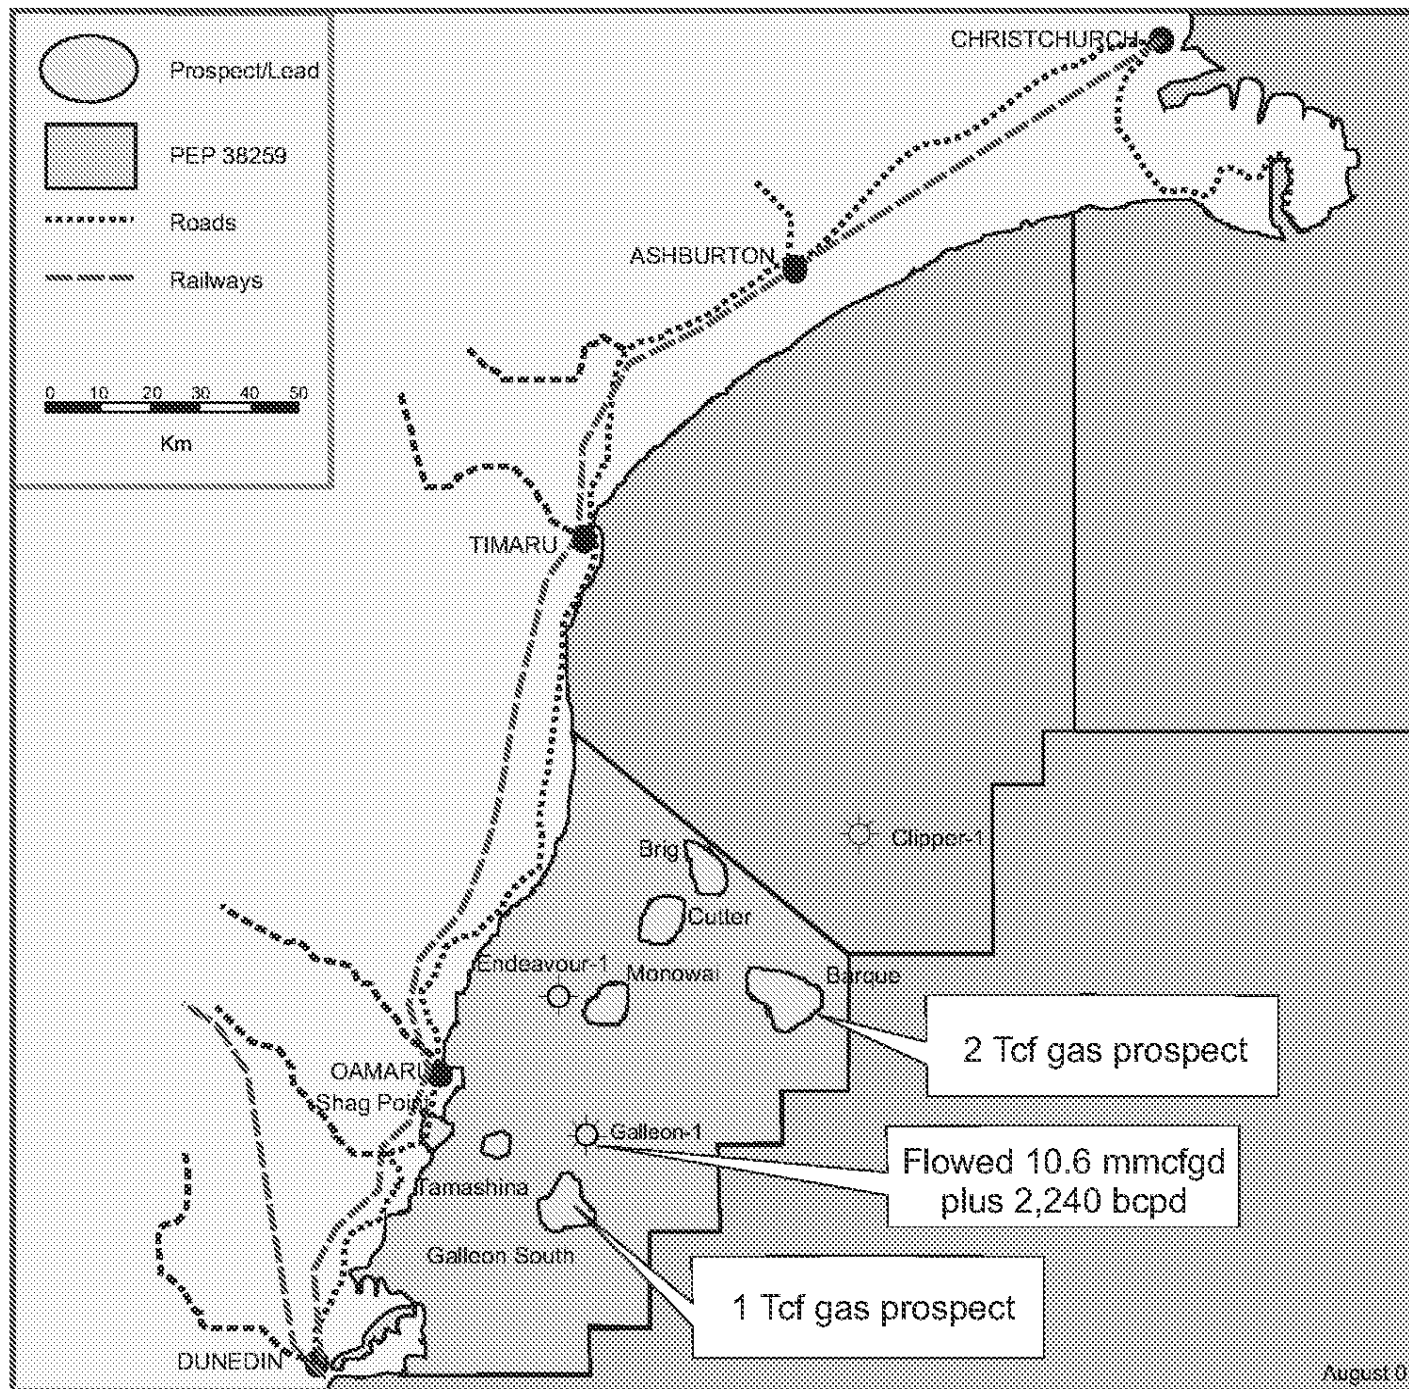 CHRISTCHURCH
Prospect/Lead
PEP 38259
Roads
Railways
0 10 20 30 40 50
Km
ASHBURTON
TIMARU
Clipper-1
Brig
Cutter
Endeavour-1
Monowai
Barque
2 Tcf gas prospect
OAMARU
Shag Point
Galleon-1
Flowed 10.6 mmcfgd
plus 2,240 bcpd
Tamashina
Galleon South
1 Tcf gas prospect
DUNEDIN
August 0